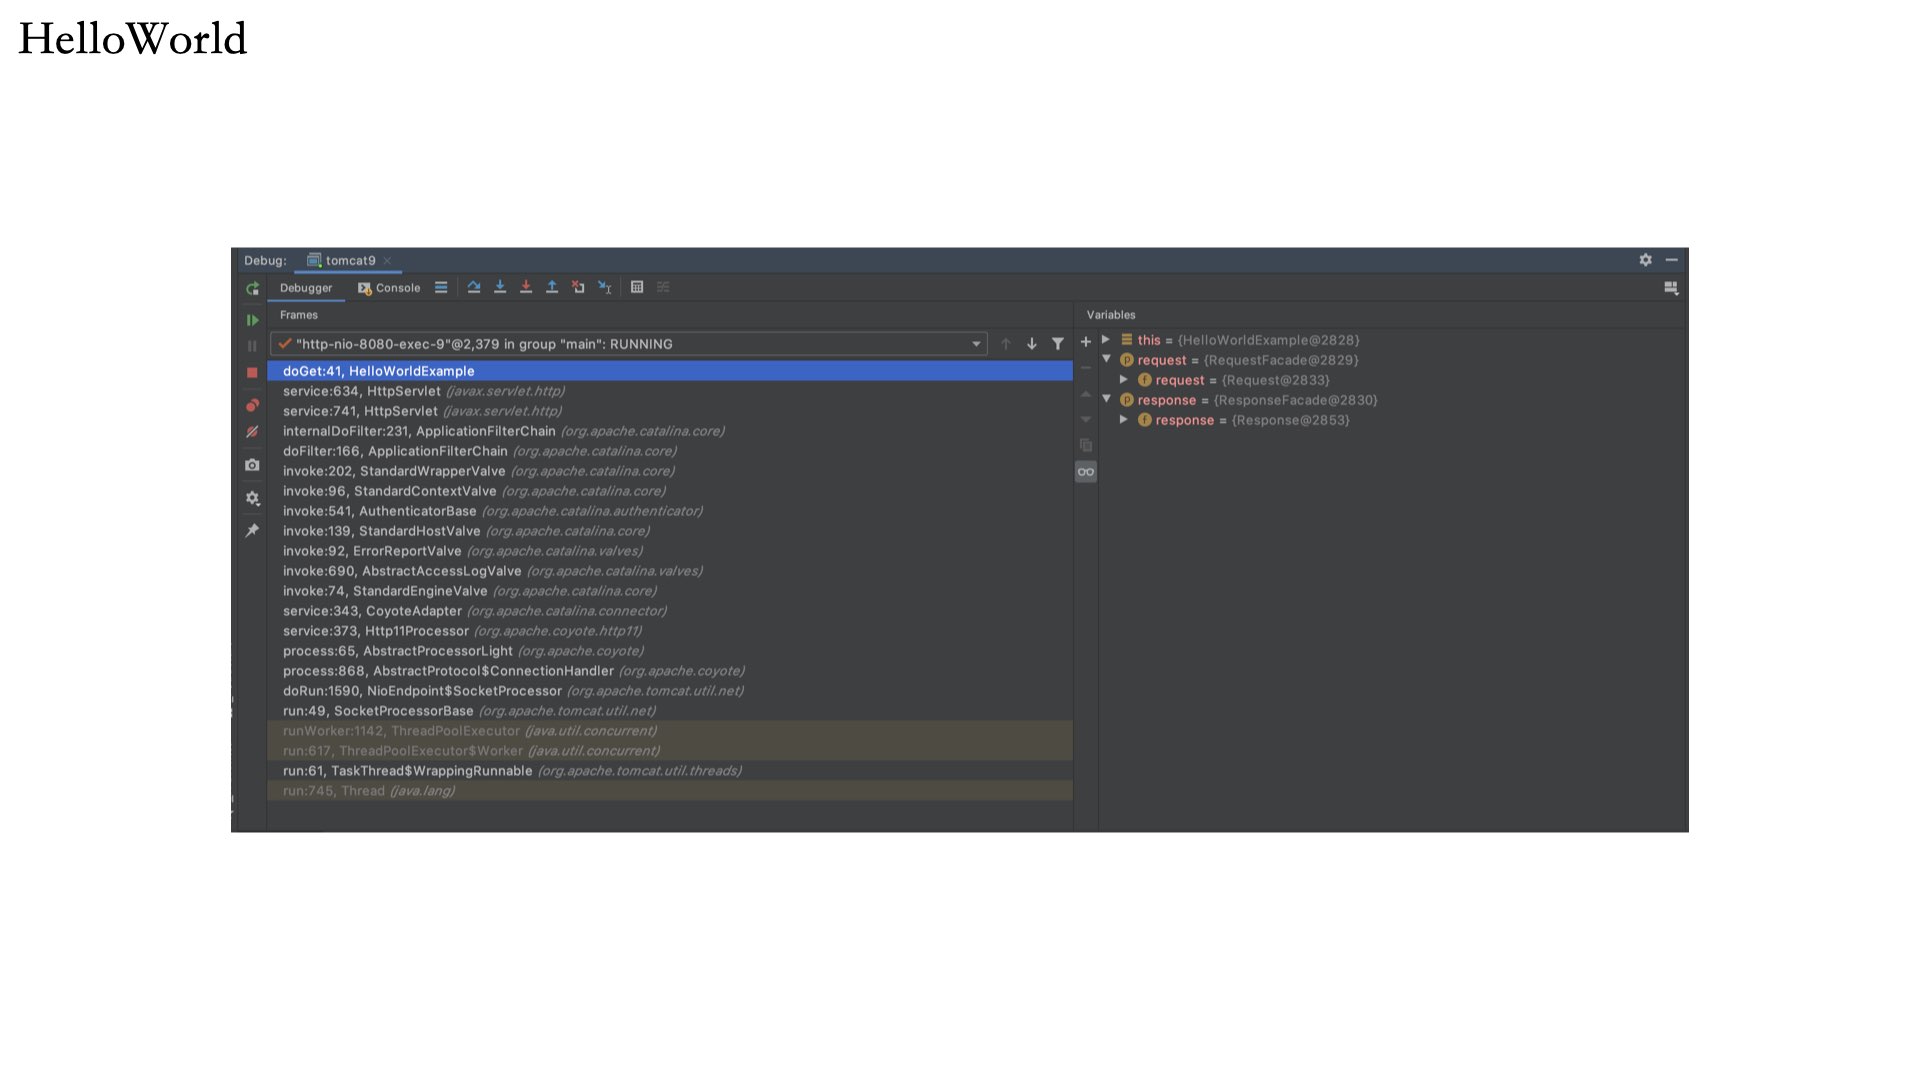 HelloWorld
Debug: tomcat9
Debugger Console
Frames
"http-nio-8080-exec-9"@2,379 in group "main": RUNNING
doGet:41, HelloWorldExample
service:634, HttpServlet (javax.servlet.http)
service:741, HttpServlet (javax.servlet.http)
internalDoFilter:231, ApplicationFilterChain (org.apache.catalina.core)
doFilter:166, ApplicationFilterChain (org.apache.catalina.core)
invoke:202, StandardWrapperValve (org.apache.catalina.core)
invoke:96, StandardContextValve (org.apache.catalina.core)
invoke:541, AuthenticatorBase (org.apache.catalina.authenticator)
invoke:139, StandardHostValve (org.apache.catalina.core)
invoke:92, ErrorReportValve (org.apache.catalina.valves)
invoke:690, AbstractAccessLogValve (org.apache.catalina.valves)
invoke:74, StandardEngineValve (org.apache.catalina.core)
service:343, CoyoteAdapter (org.apache.catalina.connector)
service:373, Http11Processor (org.apache.coyote.http11)
process:65, AbstractProcessorLight (org.apache.coyote)
process:868, AbstractProtocol$ConnectionHandler (org.apache.coyote)
doRun:1590, NioEndpoint$SocketProcessor (org.apache.tomcat.util.net)
run:49, SocketProcessorBase (org.apache.tomcat.util.net)
runWorker:1142, ThreadPoolExecutor (java.util.concurrent)
run:617, ThreadPoolExecutor$Worker (java.util.concurrent)
run:61, TaskThread$WrappingRunnable (org.apache.tomcat.util.threads)
run:745, Thread (java.lang)
Variables
this = {HelloWorldExample@2828}
request = {RequestFacade@2829}
request = {Request@2833}
response = {ResponseFacade@2830}
response = {Response@2853}